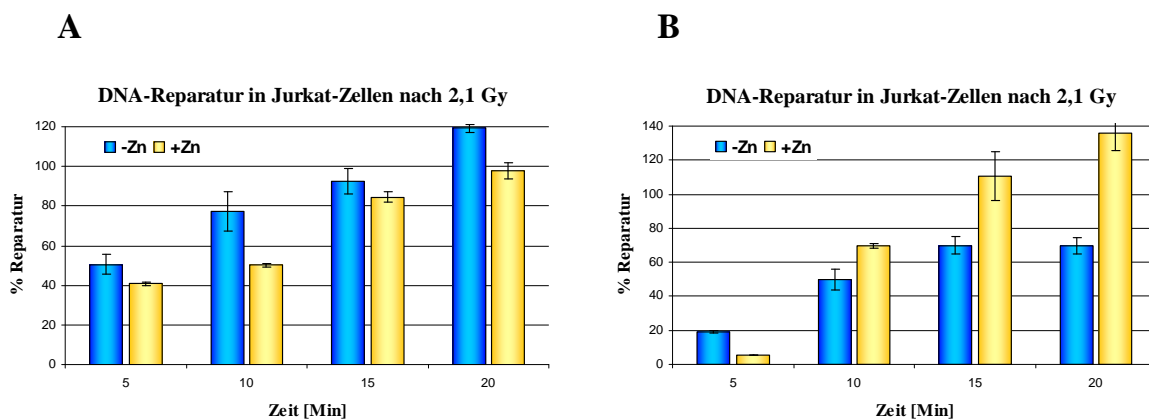 A
DNA-Reparatur in Jurkat-Zellen nach 2,1 Gy
-Zn +Zn
% Reparatur
120
100
80
60
40
20
0
5 10 15 20
Zeit [Min]
B
DNA-Reparatur in Jurkat-Zellen nach 2,1 Gy
-Zn +Zn
% Reparatur
140
120
100
80
60
40
20
0
5 10 15 20
Zeit [Min]